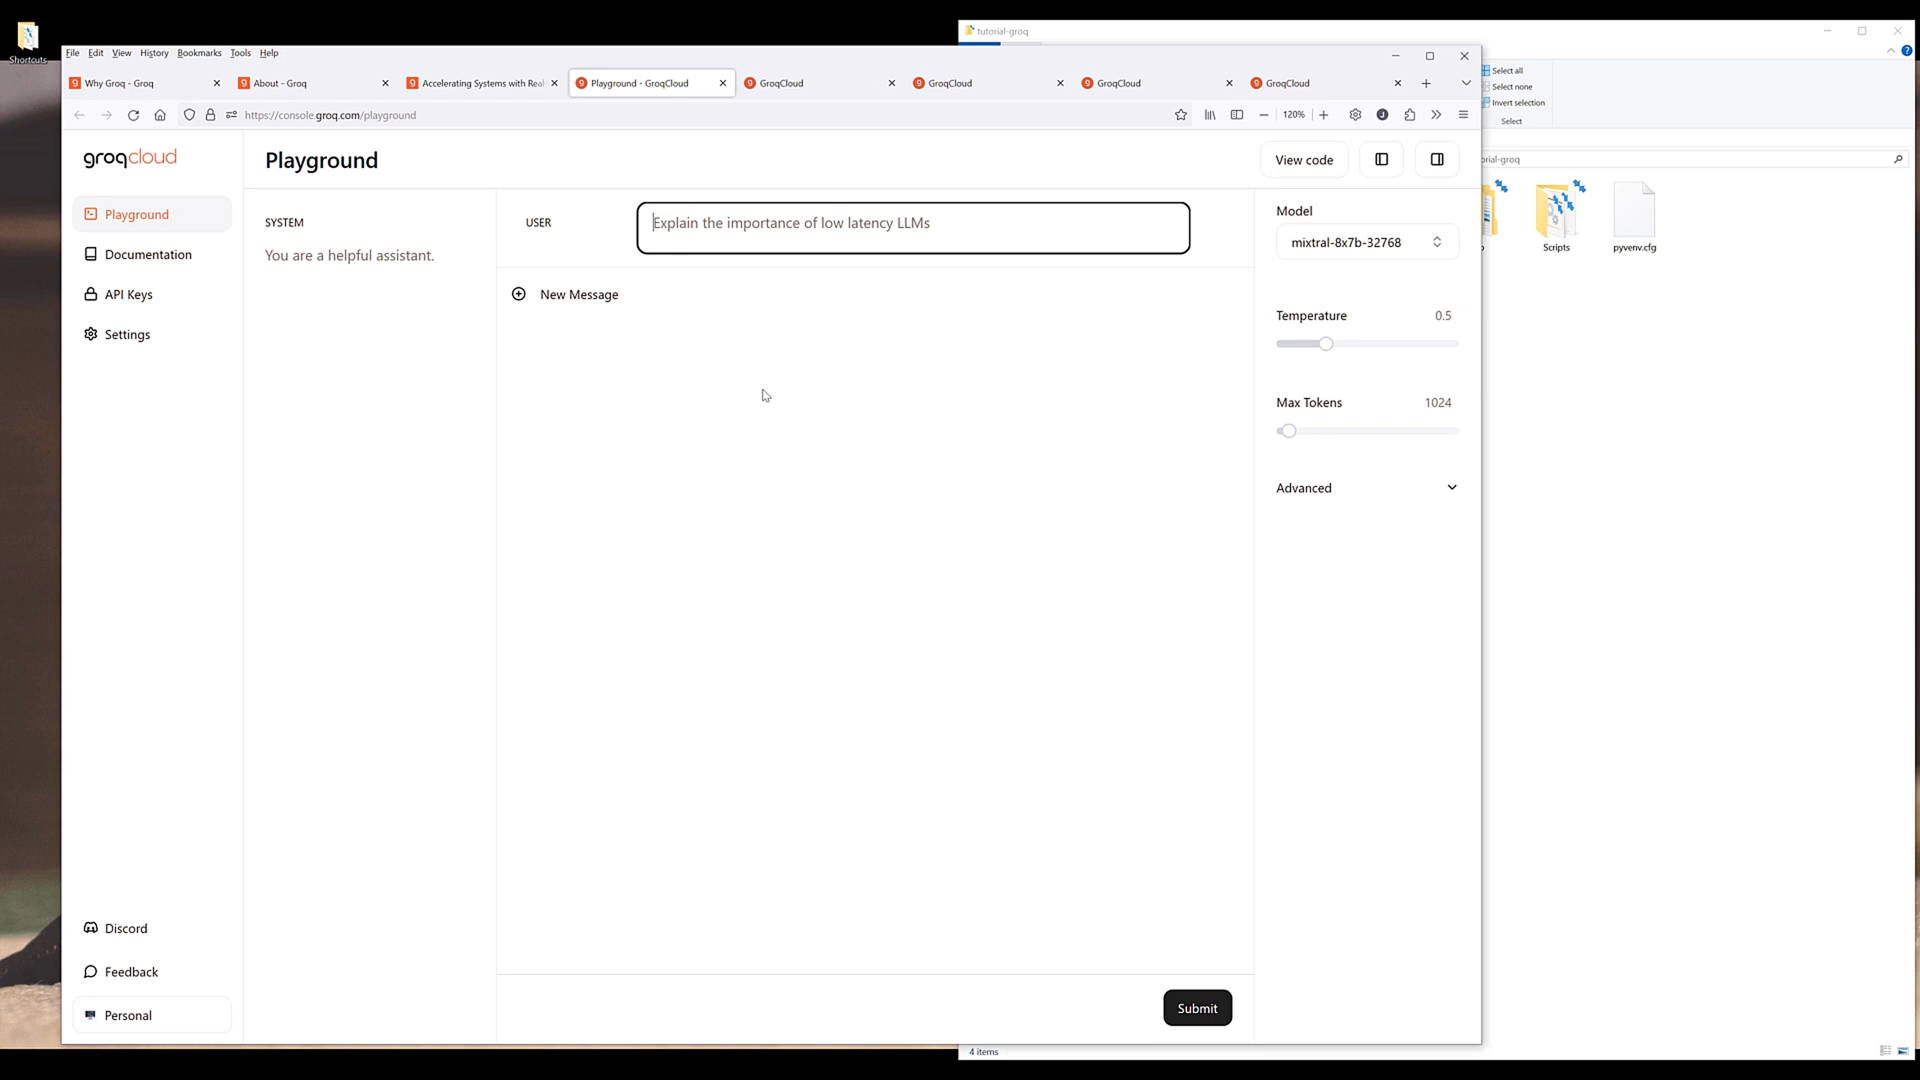 Shortcuts
tutorial-groq
File Edit View History Bookmarks Tools Help
Why Groq - Groq
About - Groq
Accelerating Systems with Real
Playground - GroqCloud
GroqCloud
GroqCloud
GroqCloud
GroqCloud
https://console.groq.com/playground
120%
Select all
Select none
Invert selection
Select
rial-groq
groqcloud
Playground
Documentation
API Keys
Settings
Discord
Feedback
Personal
Playground
View code
SYSTEM
You are a helpful assistant.
USER
Explain the importance of low latency LLMs
New Message
Submit
Model
mixtral-8x7b-32768
Temperature 0.5
Max Tokens 1024
Advanced
Scripts
pyvenv.cfg
4 items